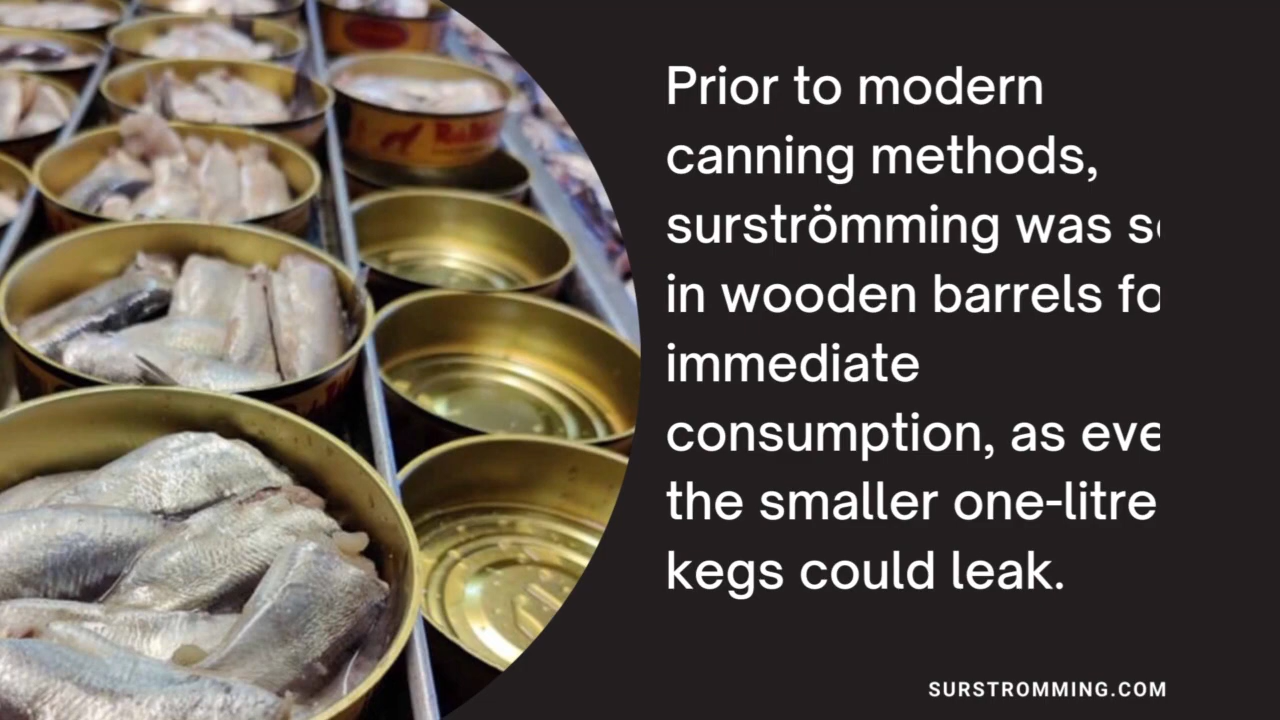 Prior to modern
canning methods,
surströmming was so
in wooden barrels fo
immediate
consumption, as eve
the smaller one-litre
kegs could leak.
SURSTROMMING.COM